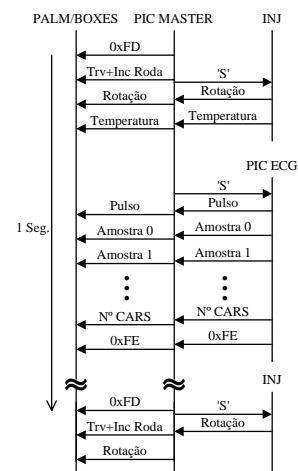 PALM/BOXES PIC MASTER INJ
0xFD
Trv+Inc Roda 'S'
Rotação Rotação
Temperatura Temperatura
PIC ECG
'S'
Pulso Pulso
1 Seg. Amostra 0 Amostra 0
Amostra 1 Amostra 1
Nº CARS Nº CARS
0xFE 0xFE
INJ
0xFD 'S'
Trv+Inc Roda Rotação
Rotação